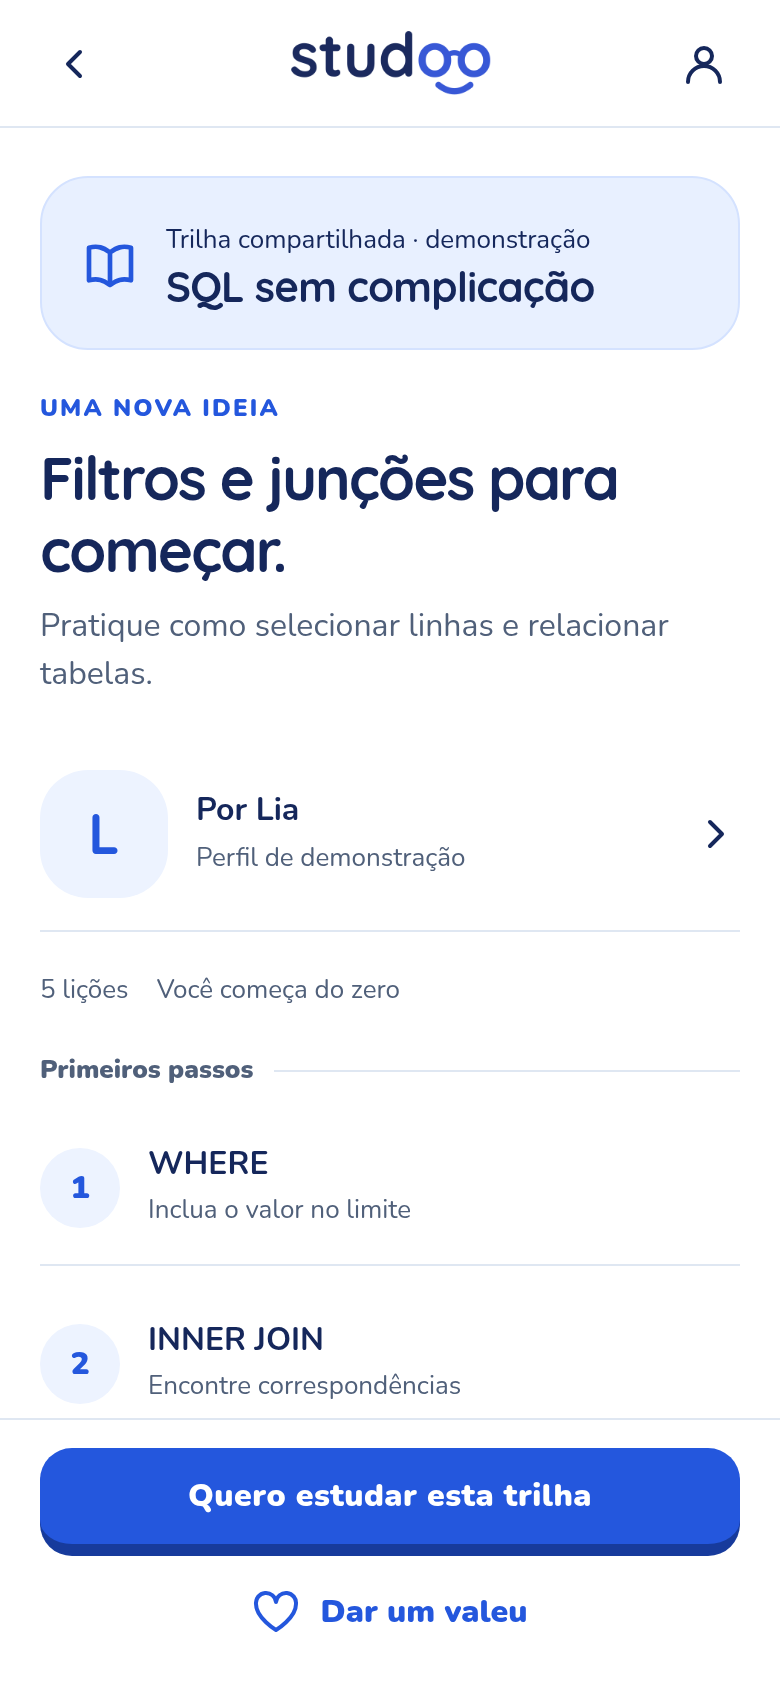 studoo
Trilha compartilhada · demonstração
SQL sem complicação
UMA NOVA IDEIA
Filtros e junções para
começar.
Pratique como selecionar linhas e relacionar
tabelas.
L
Por Lia
Perfil de demonstração
5 lições Você começa do zero
Primeiros passos
1
WHERE
Inclua o valor no limite
2
INNER JOIN
Encontre correspondências
Quero estudar esta trilha
Dar um valeu